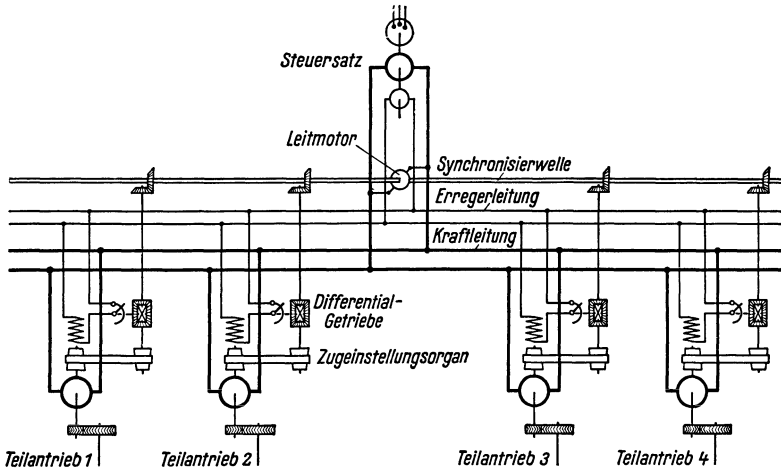 Steuersatz
Leitmotor
Synchronisierwelle
Erregerleitung
Kraftleitung
Differential-
Getriebe
Zugeinstellungsorgan
Teilantrieb 1
Teilantrieb 2
Teilantrieb 3
Teilantrieb 4